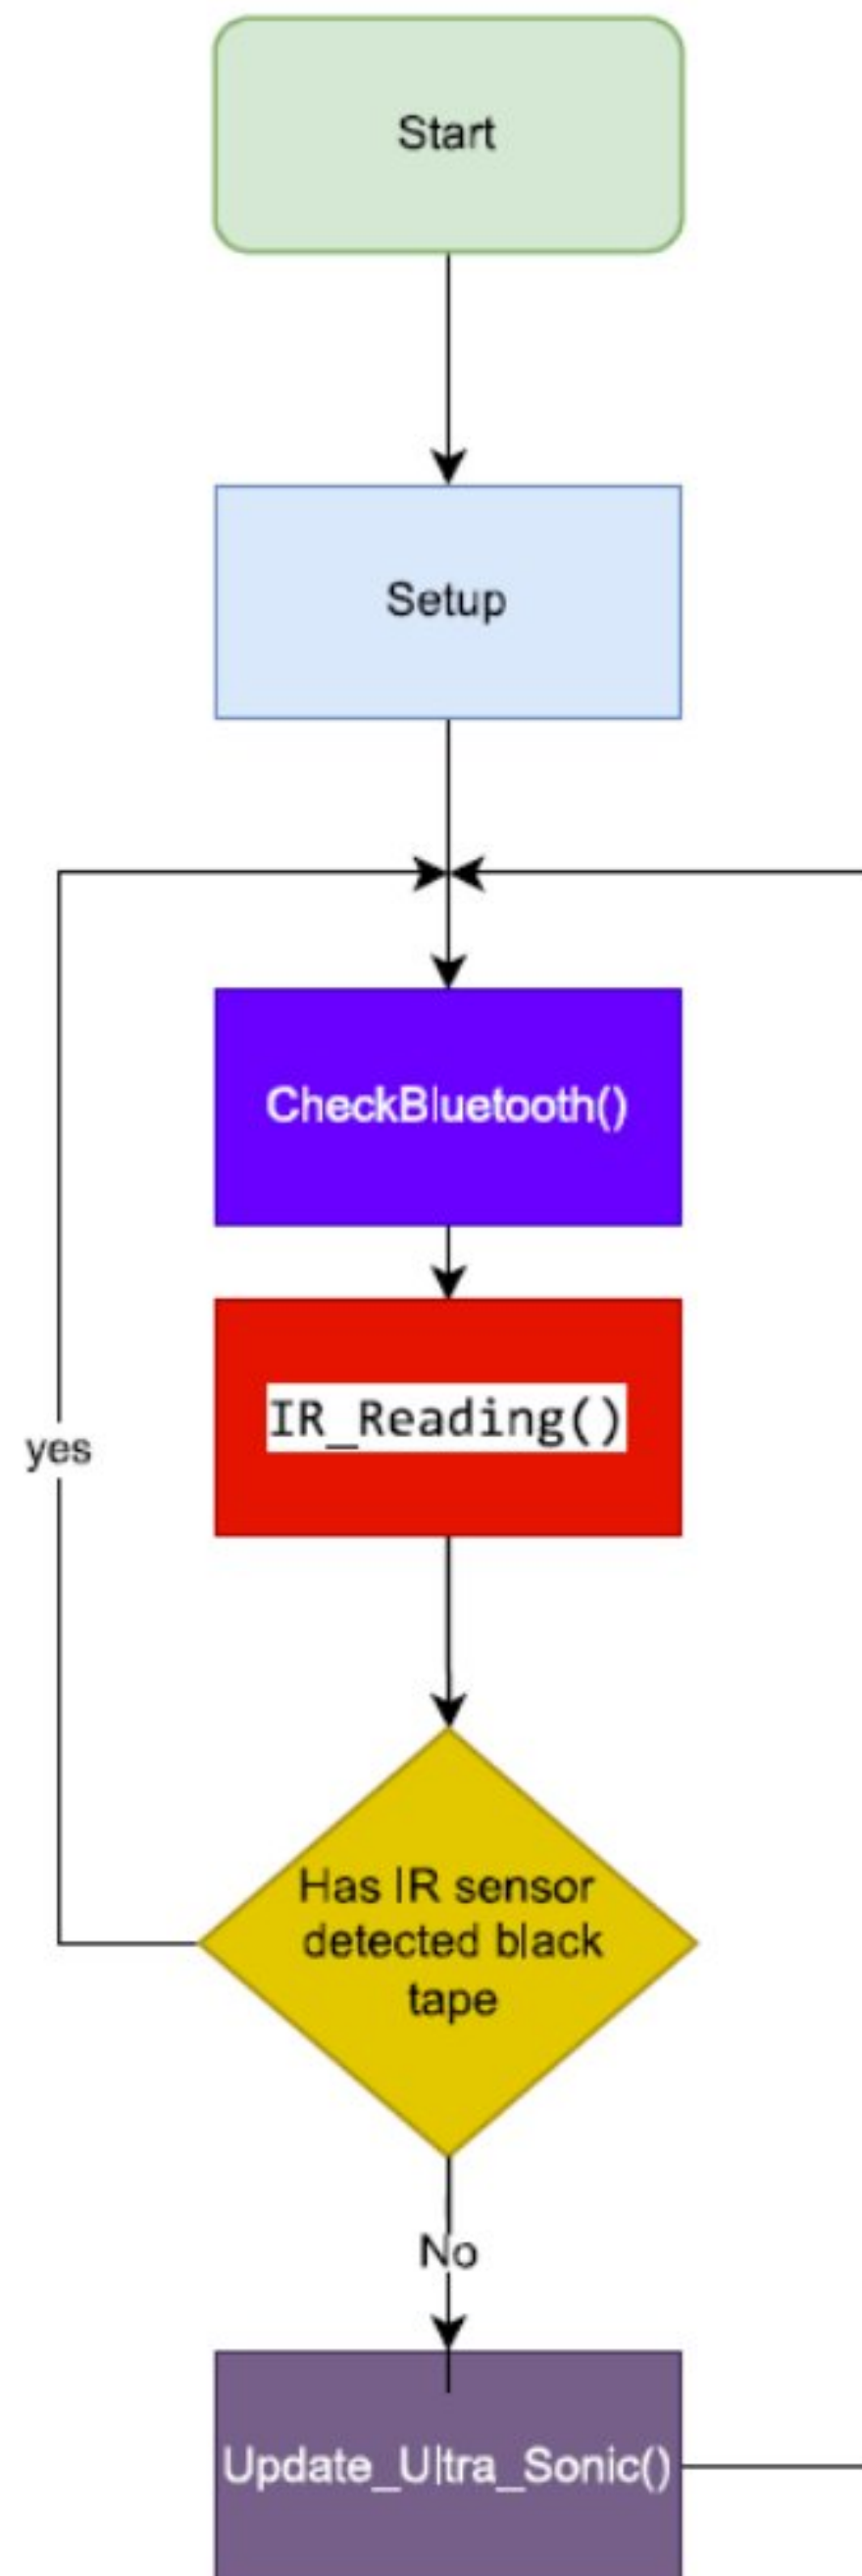 Start
Setup
CheckBluetooth()
IR_Reading()
yes
Has IR sensor
detected black
tape
No
Update_Ultra_Sonic()